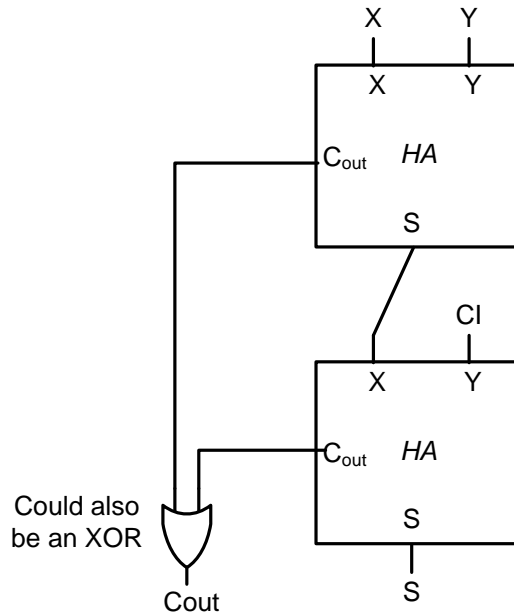 X Y
X Y
Cout HA
S
CI
X Y
Cout HA
S
Could also
be an XOR
Cout
S